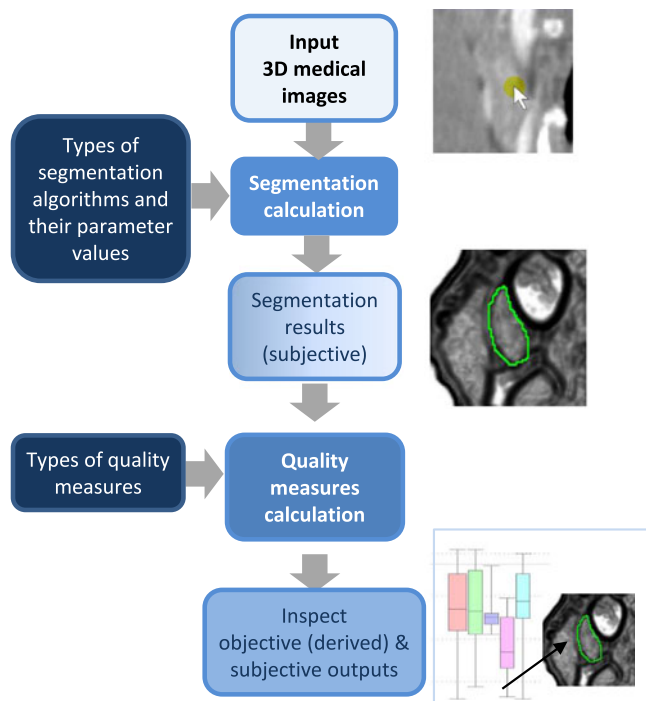 Input
3D medical
images
Types of
segmentation
algorithms and
their parameter
values
Segmentation
calculation
Segmentation
results
(subjective)
Types of quality
measures
Quality
measures
calculation
Inspect
objective (derived) &
subjective outputs